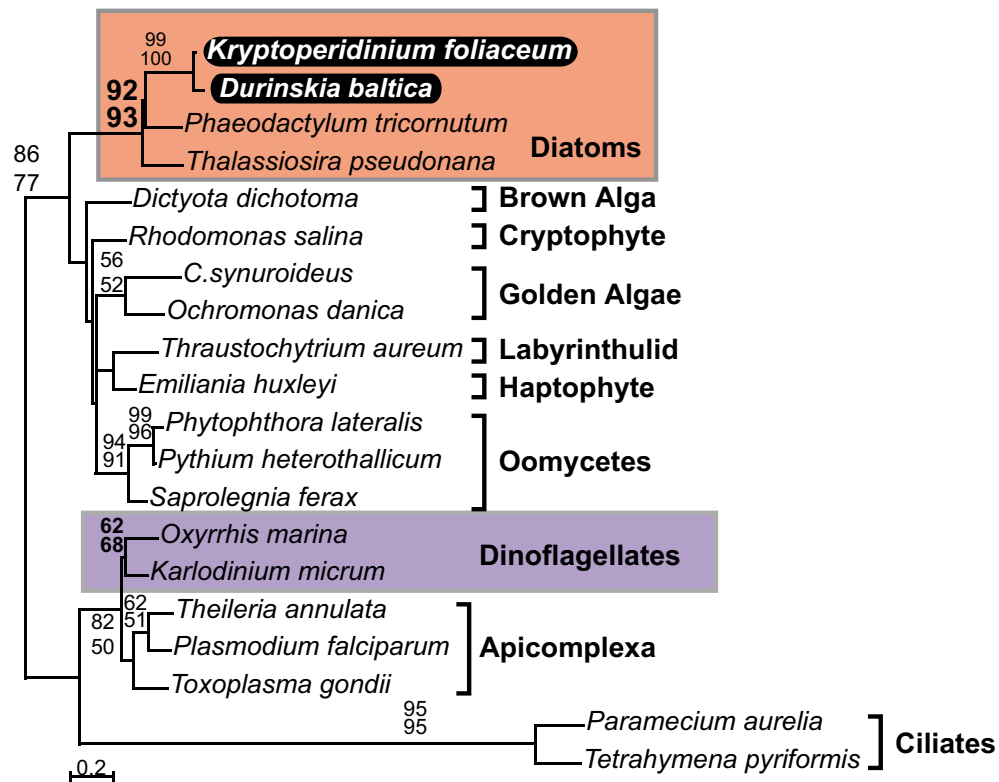 99
100
Kryptoperidinium foliaceum
Durinskia baltica
92
93
Phaeodactylum tricornutum
Diatoms
Thalassiosira pseudonana
86
77
Dictyota dichotoma
Brown Alga
Rhodomonas salina
Cryptophyte
56
52
C.synuroideus
Golden Algae
Ochromonas danica
Thraustochytrium aureum
Labyrinthulid
Emiliania huxleyi
Haptophyte
99
96
Phytophthora lateralis
94
91
Pythium heterothallicum
Oomycetes
Saprolegnia ferax
62
68
Oxyrrhis marina
Dinoflagellates
Karlodinium micrum
62
51
Theileria annulata
82
50
Plasmodium falciparum
Apicomplexa
Toxoplasma gondii
95
95
Paramecium aurelia
Ciliates
Tetrahymena pyriformis
0.2